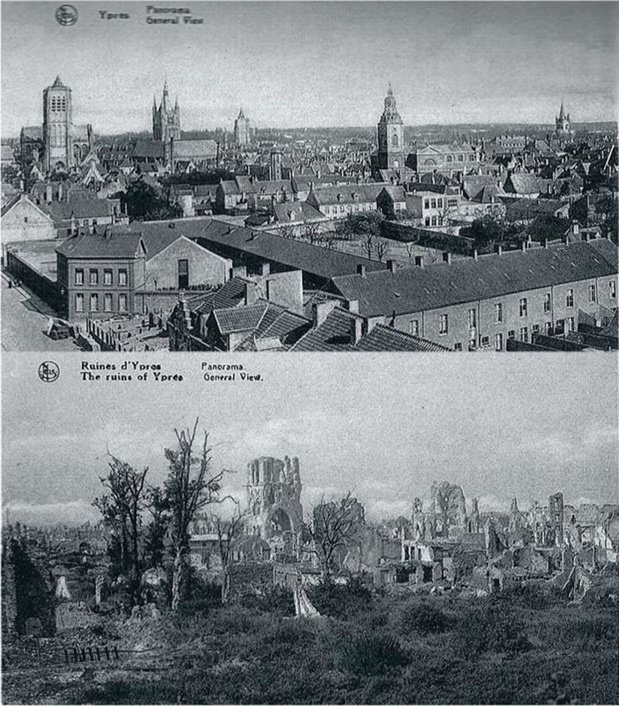 Ypres Panorama.
General View
Ruines d'Ypres Panorama.
The ruins of Ypres General View.